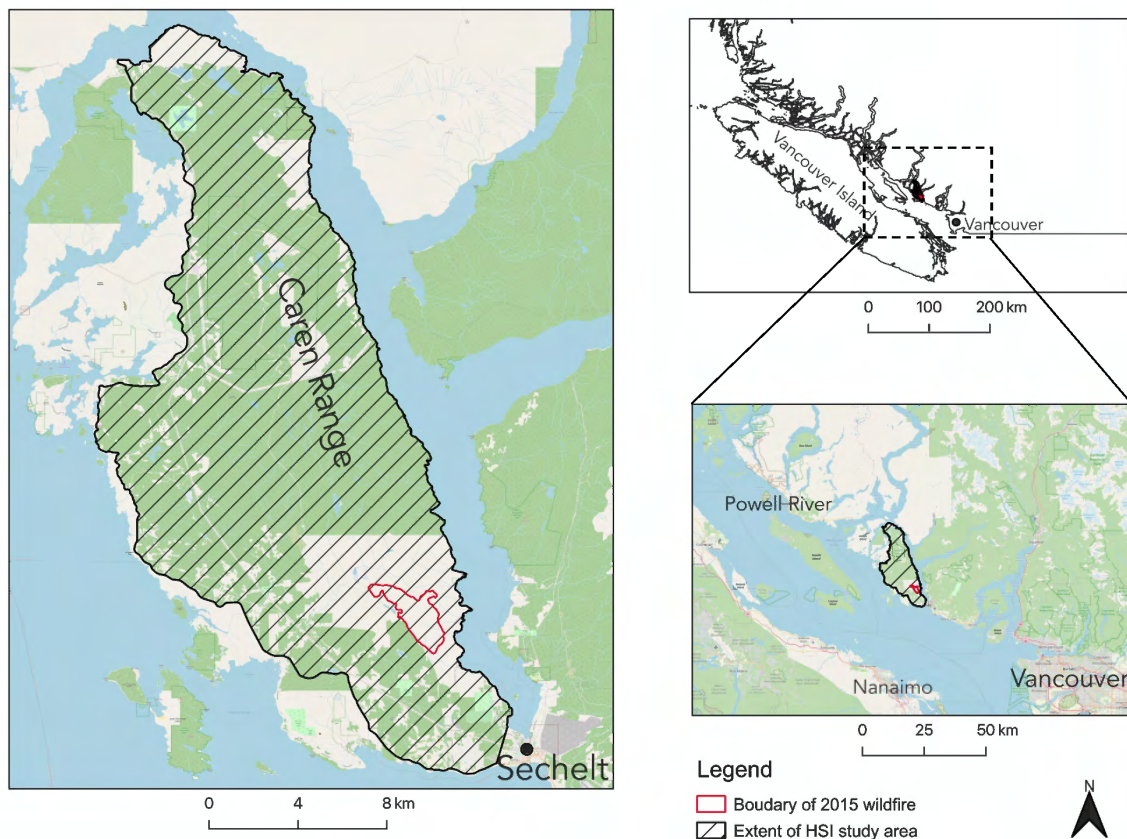 Caren Range
Sechelt
0 4 8 km
Vancouver Island
Vancouver
0 100 200 km
Powell River
Nanaimo
Vancouver
0 25 50 km
Legend
Boudary of 2015 wildfire
Extent of HSI study area
N